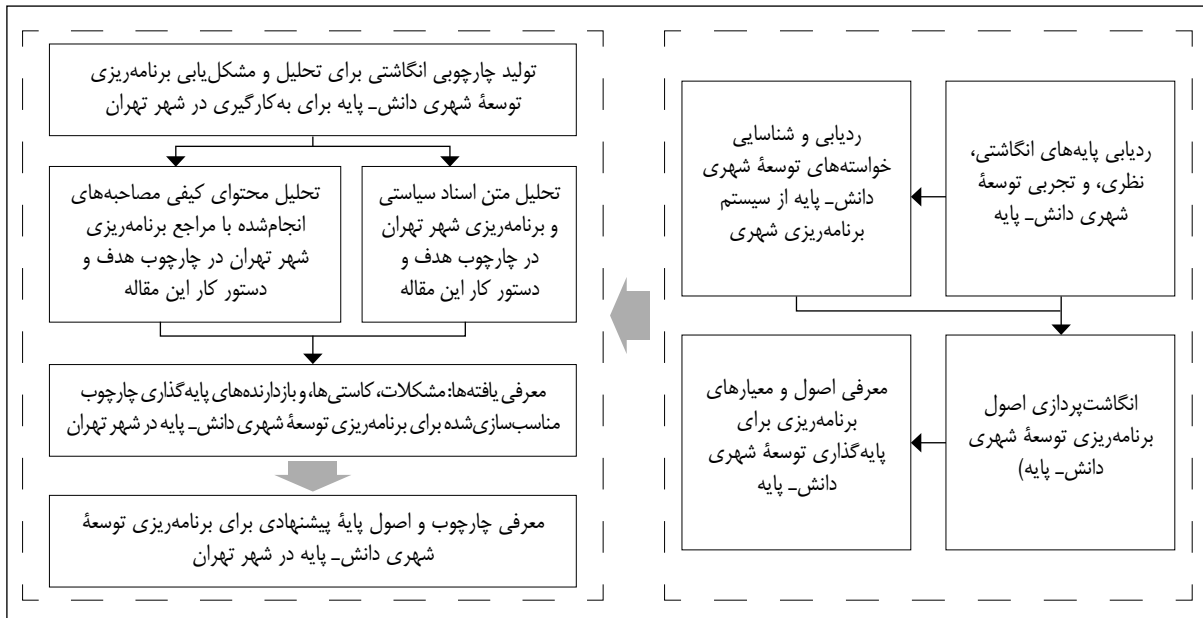 ردیابی پایه‌های انگاشتی،
نظری، و تجربی توسعهٔ
شهری دانش‌ـ پایه
ردیابی و شناسایی
خواسته‌های توسعهٔ شهری
دانش‌ـ پایه از سیستم
برنامه‌ریزی شهری
انگاشت‌پردازی اصول
برنامه‌ریزی توسعهٔ شهری
دانش‌ـ پایه)
معرفی اصول و معیارهای
برنامه‌ریزی برای
پایه‌گذاری توسعهٔ شهری
دانش‌ـ پایه
تولید چارچوبی انگاشتی برای تحلیل و مشکل‌یابی برنامه‌ریزی
توسعهٔ شهری دانش‌ـ پایه برای به‌کارگیری در شهر تهران
تحلیل متن اسناد سیاستی
و برنامه‌ریزی شهر تهران
در چارچوب هدف و
دستور کار این مقاله
تحلیل محتوای کیفی مصاحبه‌های
انجام‌شده با مراجع برنامه‌ریزی
شهر تهران در چارچوب هدف و
دستور کار این مقاله
معرفی یافته‌ها: مشکلات، کاستی‌ها، و بازدارنده‌های پایه‌گذاری چارچوب
مناسب‌سازی‌شده برای برنامه‌ریزی توسعهٔ شهری دانش‌ـ پایه در شهر تهران
معرفی چارچوب و اصول پایهٔ پیشنهادی برای برنامه‌ریزی توسعهٔ
شهری دانش‌ـ پایه در شهر تهران